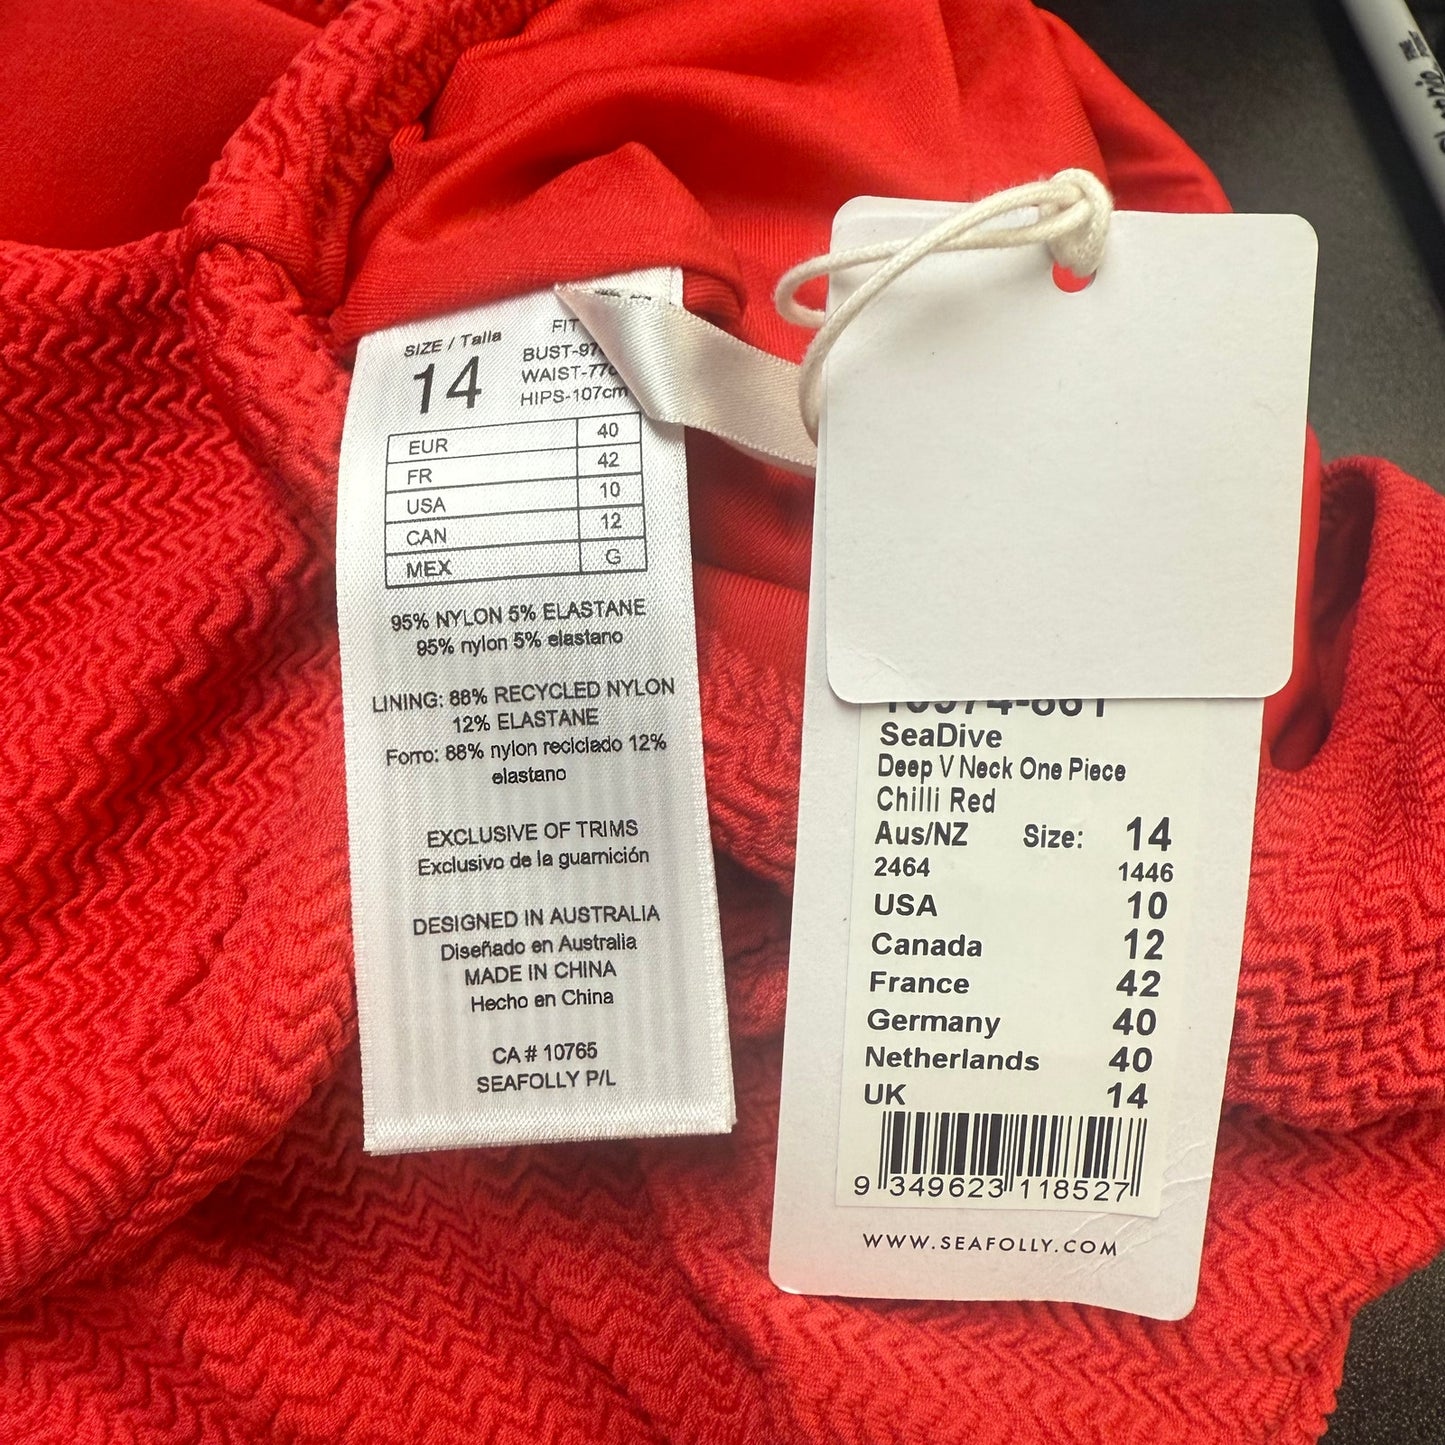 SIZE / Talla
14
FIT
BUST-97
WAIST-77c
HIPS-107cm
EUR 40
FR 42
USA 10
CAN 12
MEX G
95% NYLON 5% ELASTANE
95% nylon 5% elastano
LINING: 88% RECYCLED NYLON
12% ELASTANE
Forro: 88% nylon reciclado 12%
elastano
EXCLUSIVE OF TRIMS
Exclusivo de la guarnición
DESIGNED IN AUSTRALIA
Diseñado en Australia
MADE IN CHINA
Hecho en China
CA # 10765
SEAFOLLY P/L
SeaDive
Deep V Neck One Piece
Chilli Red
Aus/NZ Size: 14
2464 1446
USA 10
Canada 12
France 42
Germany 40
Netherlands 40
UK 14
9 349623 118527
WWW.SEAFOLLY.COM